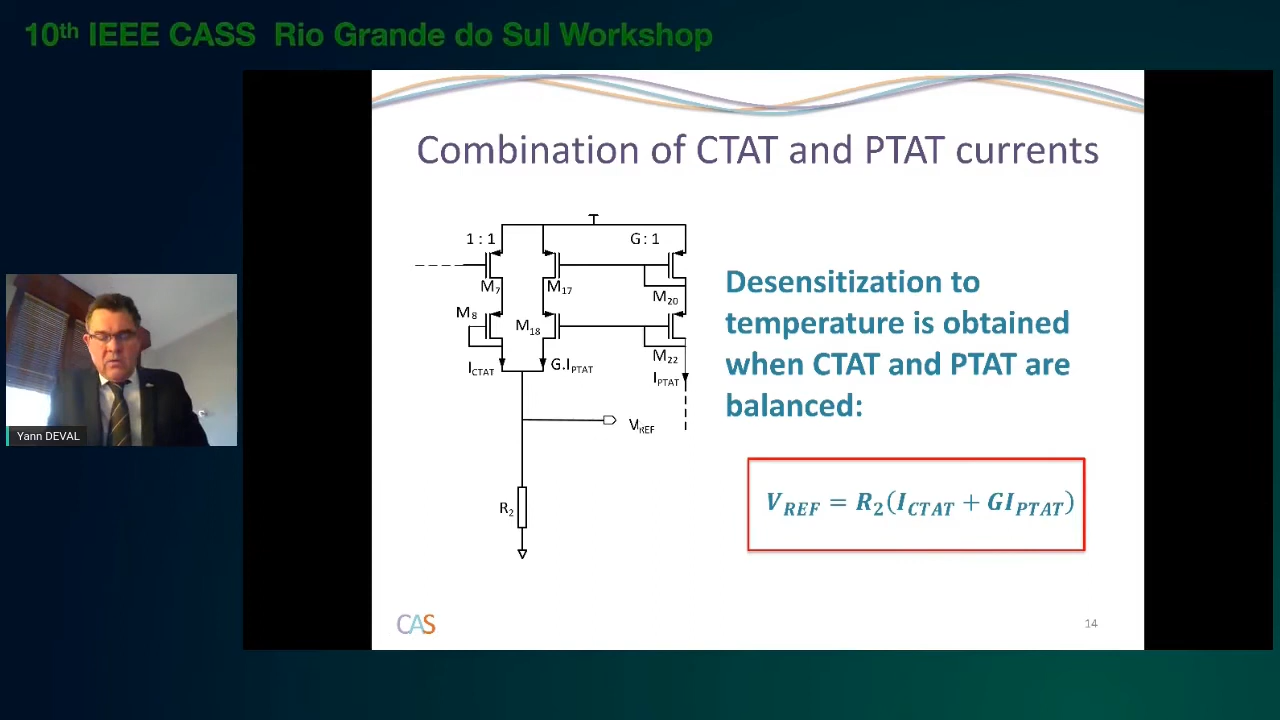 10th IEEE CASS Rio Grande do Sul Workshop
Combination of CTAT and PTAT currents
1 : 1
G : 1
M7
M17
M20
M8
M18
M22
ICTAT
G.IPTAT
IPTAT
VREF
R2
Desensitization to
temperature is obtained
when CTAT and PTAT are
balanced:
VREF = R2(ICTAT + GIPTAT)
Yann DEVAL
CAS
14